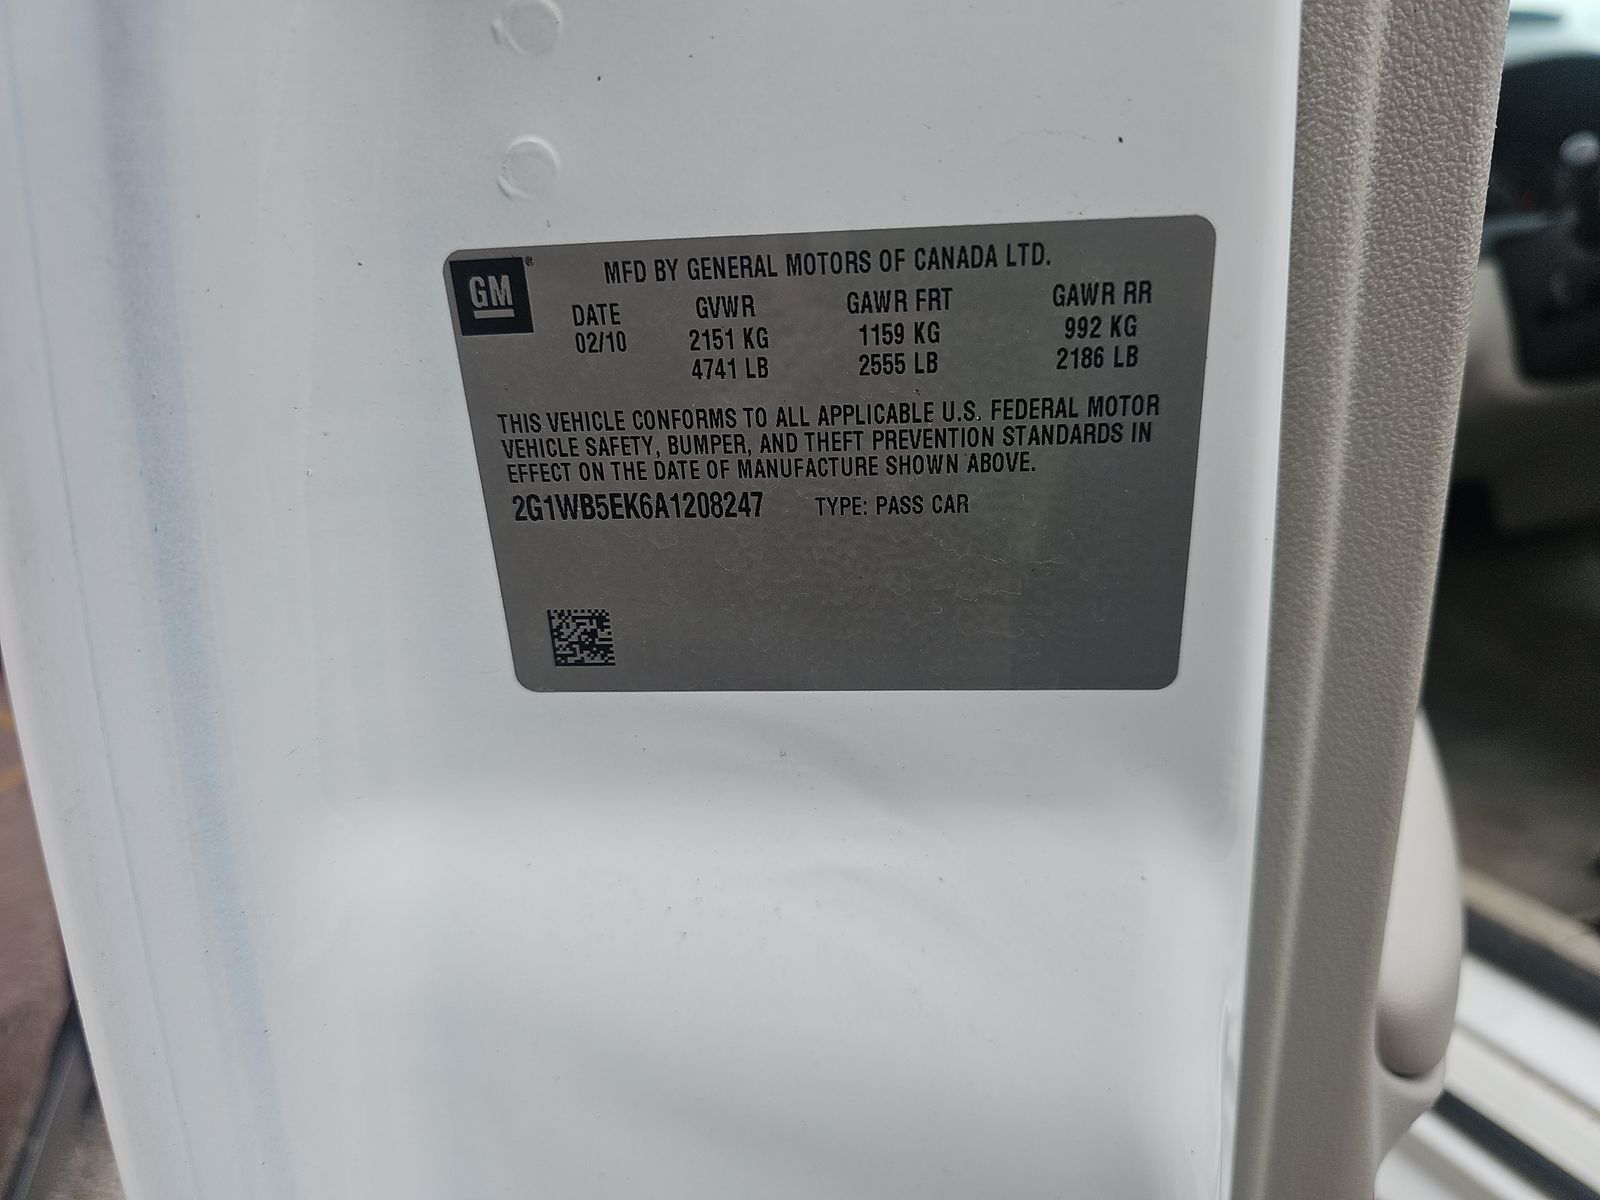 GM®
MFD BY GENERAL MOTORS OF CANADA LTD.
DATE GVWR GAWR FRT GAWR RR
02/10 2151 KG 1159 KG 992 KG
4741 LB 2555 LB 2186 LB
THIS VEHICLE CONFORMS TO ALL APPLICABLE U.S. FEDERAL MOTOR
VEHICLE SAFETY, BUMPER, AND THEFT PREVENTION STANDARDS IN
EFFECT ON THE DATE OF MANUFACTURE SHOWN ABOVE.
2G1WB5EK6A1208247 TYPE: PASS CAR